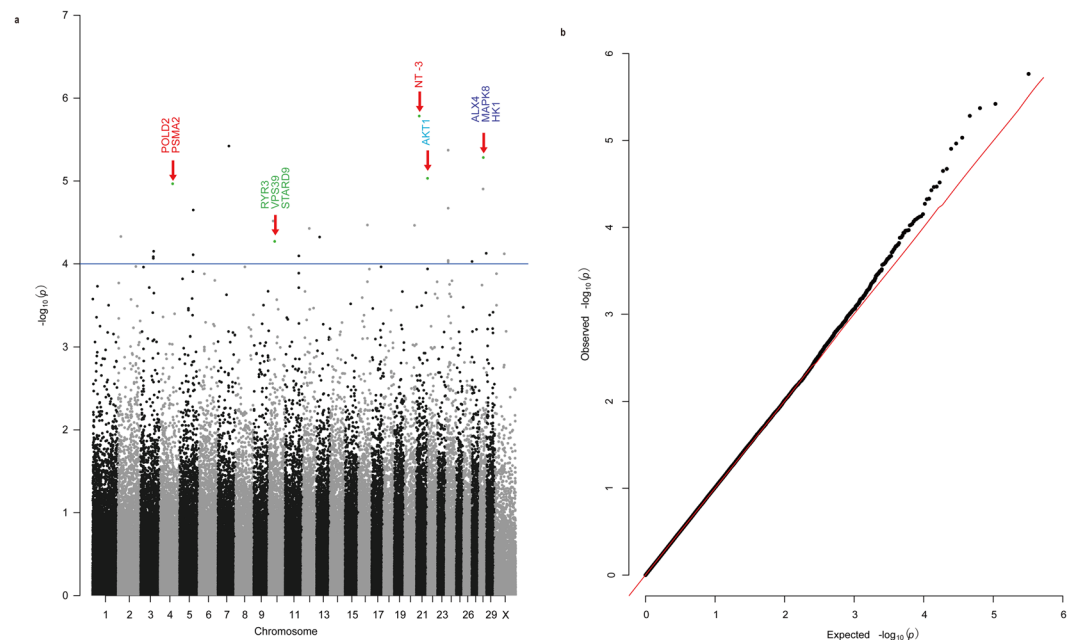 a
7
6
5
4
3
2
1
0
-log10(p)
POLD2
PSMA2
RYR3
VPS39
STARD9
NT -3
AKT1
ALX4
MAPK8
HK1
1 2 3 4 5 6 7 8 9 11 13 15 17 19 21 23 26 29 X
Chromosome
b
6
5
4
3
2
1
0
Observed -log10(p)
0 1 2 3 4 5 6
Expected -log10(p)